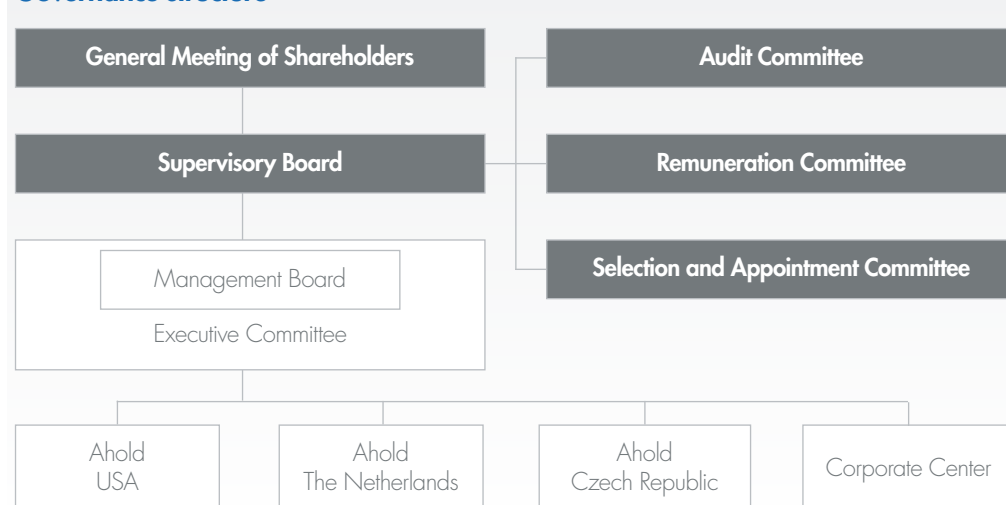 General Meeting of Shareholders
Audit Committee
Supervisory Board
Remuneration Committee
Selection and Appointment Committee
Management Board
Executive Committee
Ahold
USA
Ahold
The Netherlands
Ahold
Czech Republic
Corporate Center